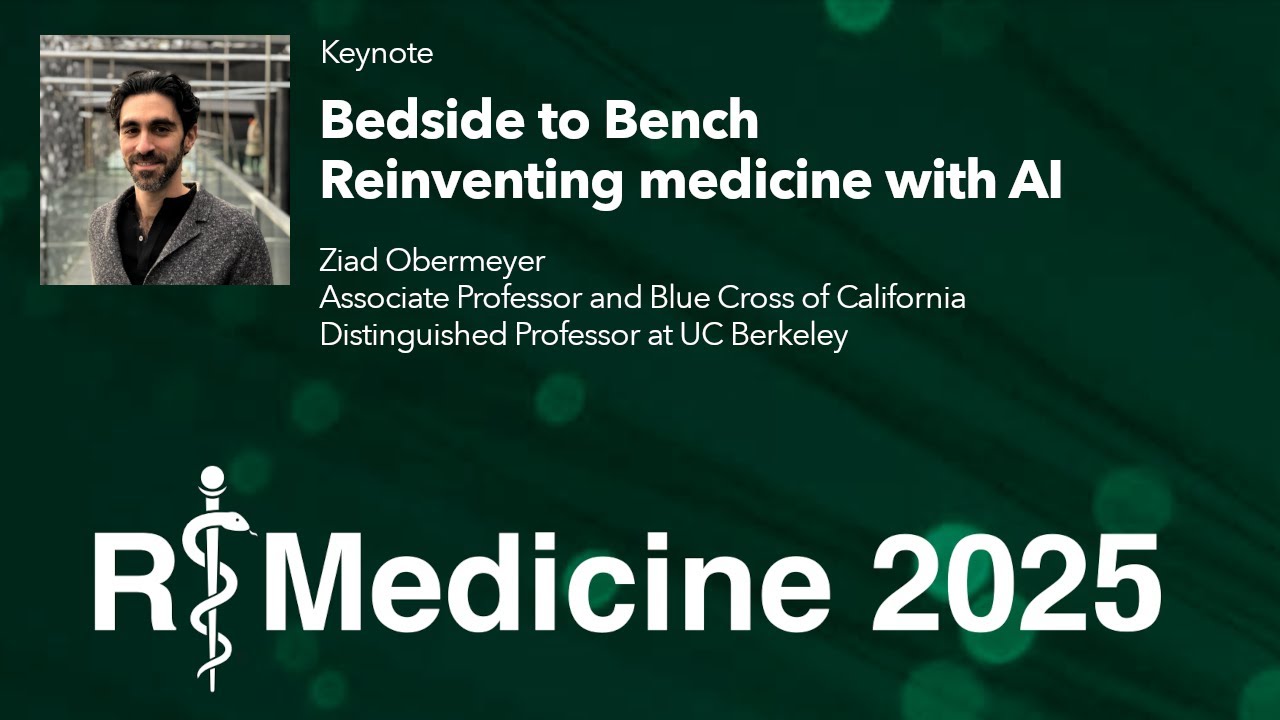 Keynote
Bedside to Bench
Reinventing medicine with AI
Ziad Obermeyer
Associate Professor and Blue Cross of California
Distinguished Professor at UC Berkeley
R Medicine 2025